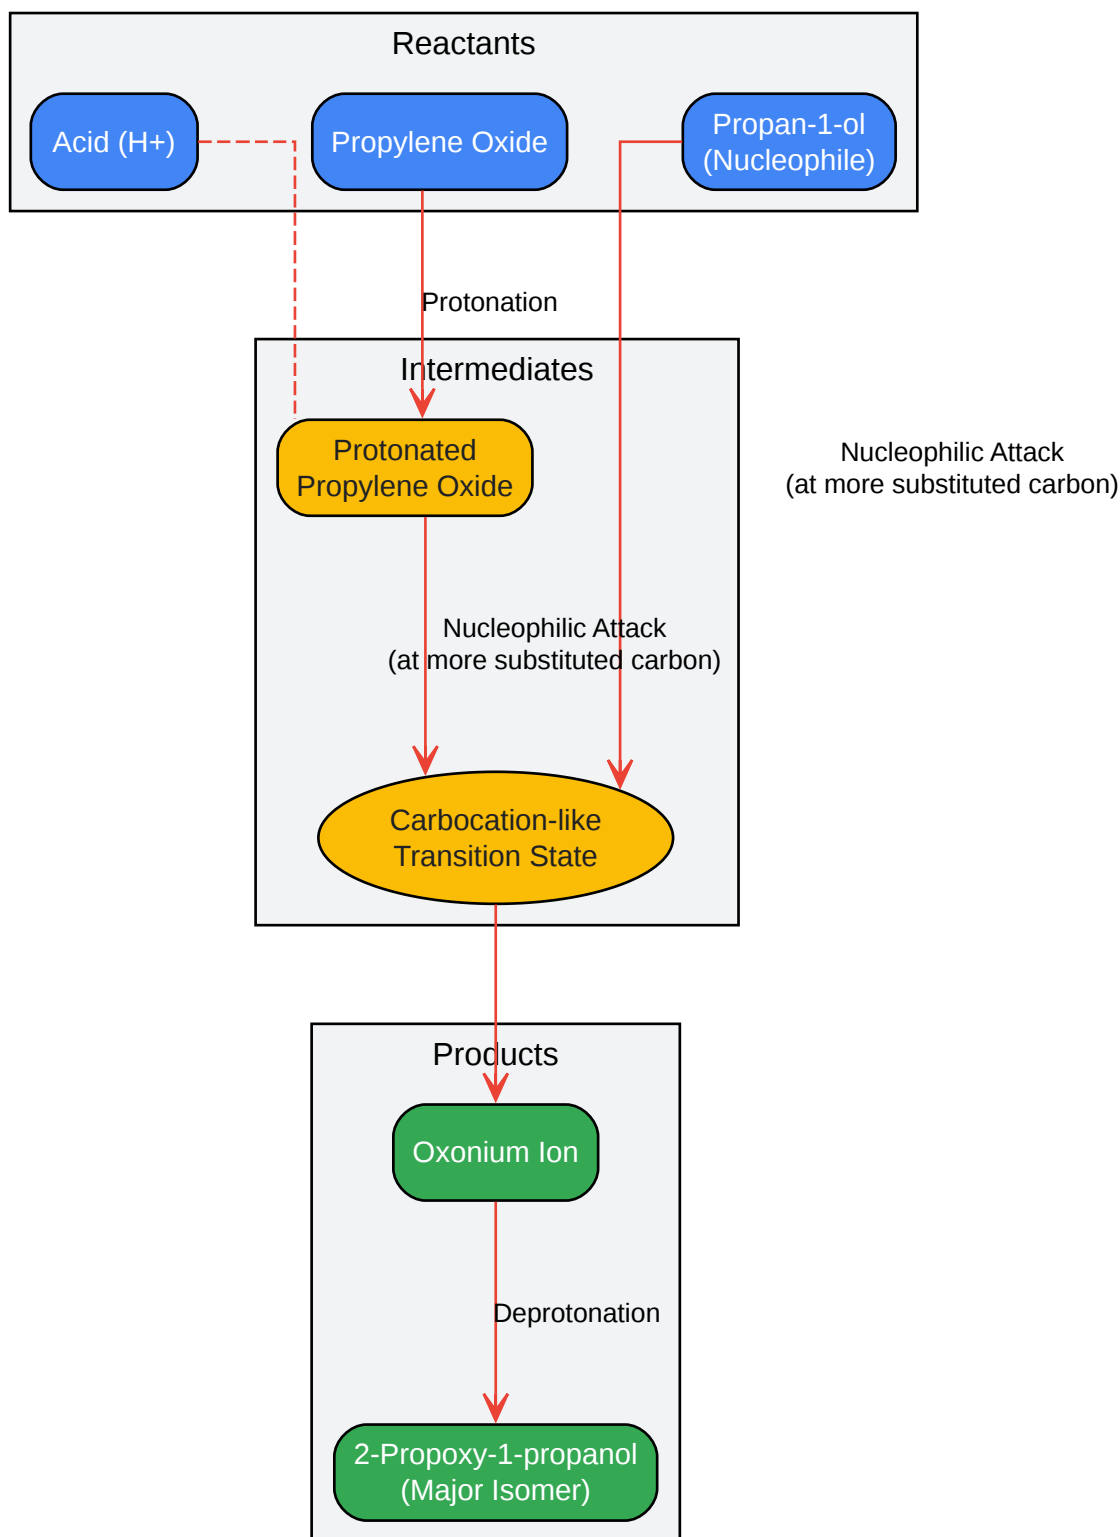 Reactants
Acid (H+)
Propylene Oxide
Propan-1-ol
(Nucleophile)
Protonation
Intermediates
Protonated
Propylene Oxide
Nucleophilic Attack
(at more substituted carbon)
Nucleophilic Attack
(at more substituted carbon)
Carbocation-like
Transition State
Products
Oxonium Ion
Deprotonation
2-Propoxy-1-propanol
(Major Isomer)